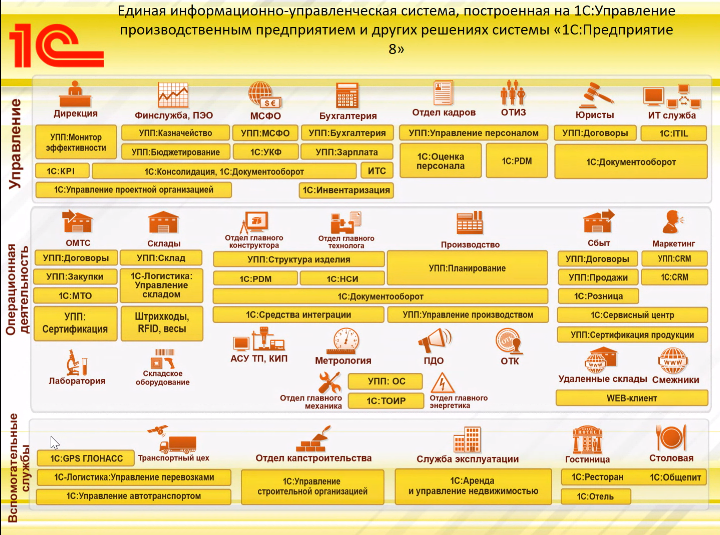 Единая информационно-управленческая система, построенная на 1С:Управление
производственным предприятием и других решениях системы «1С:Предприятие
8»
1С
Управление
Дирекция
Финслужба, ПЭО
МСФО
Бухгалтерия
Отдел кадров
ОТИЗ
Юристы
ИТ служба
УПП:Монитор
эффективности
УПП:Казначейство
УПП:МСФО
УПП:Бухгалтерия
УПП:Управление персоналом
УПП:Договоры
1С:ITIL
УПП:Бюджетирование
1С:УКФ
УПП:Зарплата
1С:Оценка
персонала
1С:PDM
1С:Документооборот
1С:KPI
1С:Консолидация, 1С:Документооборот
ИТС
1С:Управление проектной организацией
1С:Инвентаризация
Операционная
деятельность
ОМТС
Склады
Отдел главного
конструктора
Отдел главного
технолога
Производство
Сбыт
Маркетинг
УПП:Договоры
УПП:Склад
УПП:Структура изделия
УПП:Планирование
УПП:Договоры
УПП:CRM
УПП:Закупки
1С-Логистика:
Управление
складом
1С:PDM
1С:НСИ
УПП:Продажи
1С:CRM
1С:МТО
1С:Документооборот
1С:Розница
УПП:
Сертификация
Штрихкоды,
RFID, весы
1С:Средства интеграции
УПП:Управление производством
1С:Сервисный центр
УПП:Сертификация продукции
Лаборатория
Складское
оборудование
АСУ ТП, КИП
Метрология
ПДО
ОТК
Удаленные склады
Смежники
Отдел главного
механика
УПП: ОС
1С:ТОИР
Отдел главного
энергетика
WEB-клиент
Вспомогательные
службы
1С:GPS ГЛОНАСС
Транспортный цех
Отдел капстроительства
Служба эксплуатации
Гостиница
Столовая
1С-Логистика:Управление перевозками
1С:Управление
строительной организацией
1С:Аренда
и управление недвижимостью
1С:Ресторан
1С:Общепит
1С:Управление автотранспортом
1С:Отель